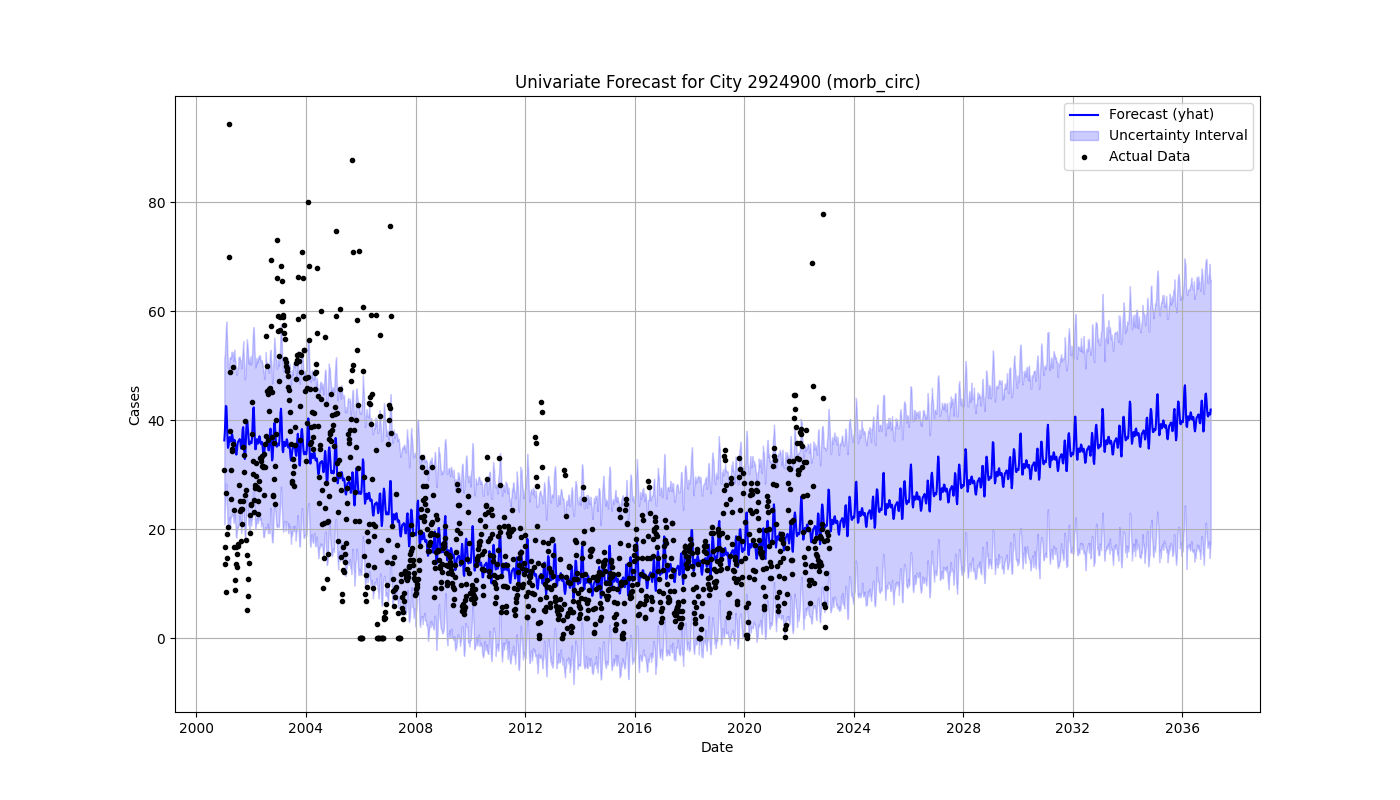 Univariate Forecast for City 2924900 (morb_circ)
Forecast (yhat)
Uncertainty Interval
Actual Data
Cases
80
60
40
20
0
2000 2004 2008 2012 2016 2020 2024 2028 2032 2036
Date